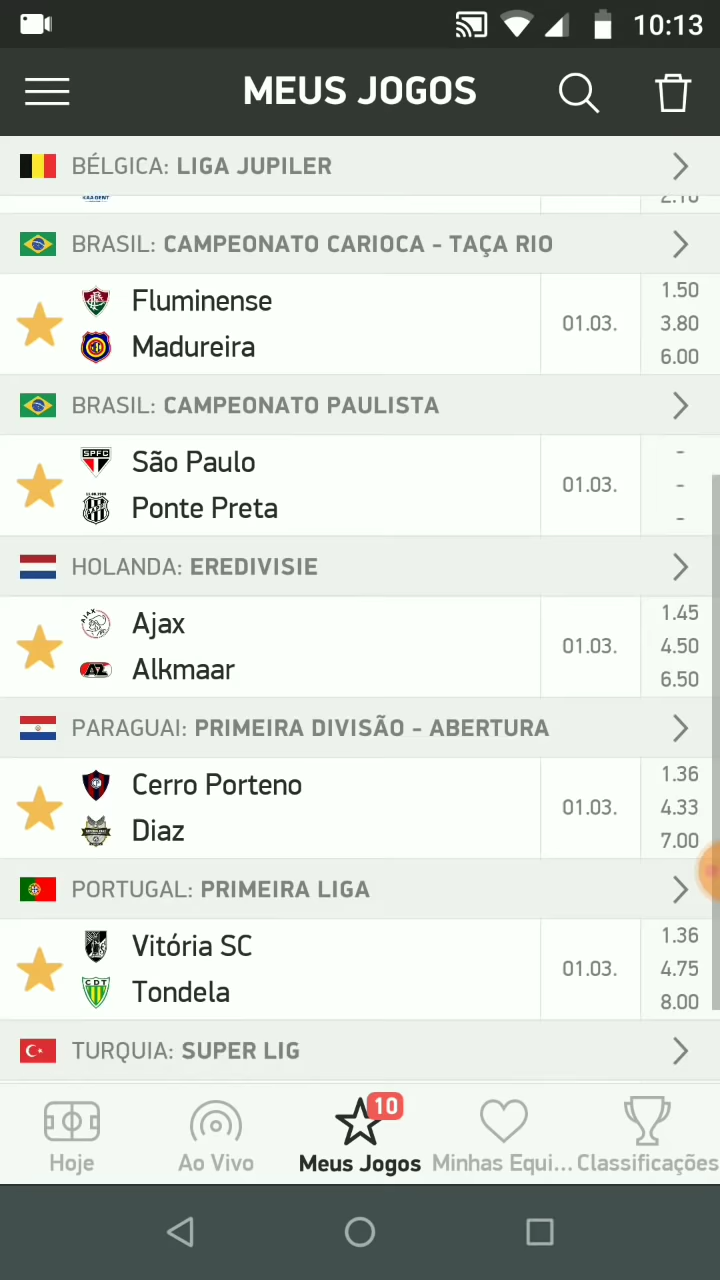 10:13
MEUS JOGOS
BÉLGICA: LIGA JUPILER
BRASIL: CAMPEONATO CARIOCA - TAÇA RIO
Fluminense
Madureira
01.03.
1.50
3.80
6.00
BRASIL: CAMPEONATO PAULISTA
São Paulo
Ponte Preta
01.03.
-
-
-
HOLANDA: EREDIVISIE
Ajax
Alkmaar
01.03.
1.45
4.50
6.50
PARAGUAI: PRIMEIRA DIVISÃO - ABERTURA
Cerro Porteno
Diaz
01.03.
1.36
4.33
7.00
PORTUGAL: PRIMEIRA LIGA
Vitória SC
Tondela
01.03.
1.36
4.75
8.00
TURQUIA: SUPER LIG
10
Hoje
Ao Vivo
Meus Jogos
Minhas Equi...
Classificações